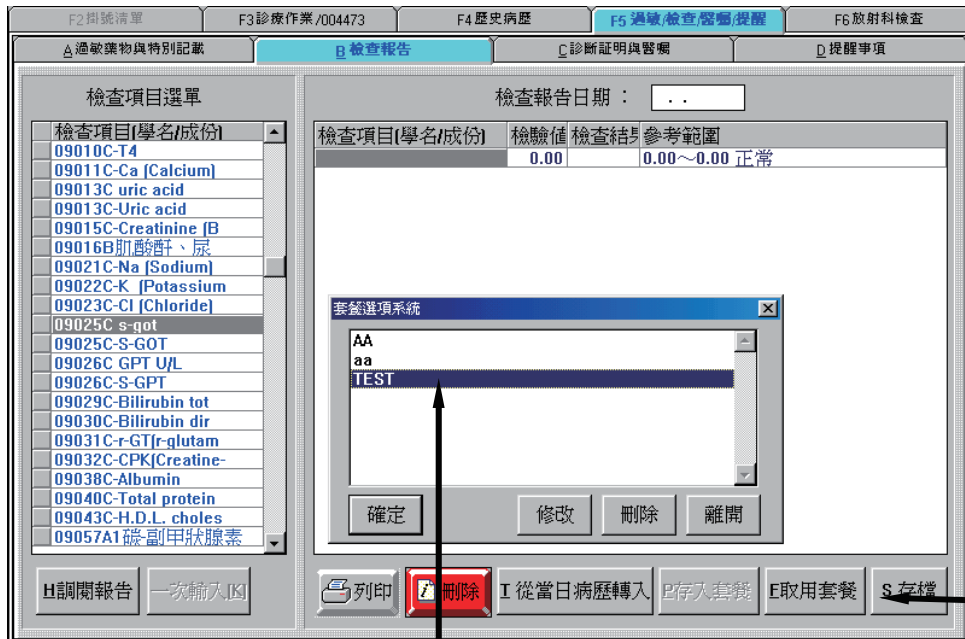 F2掛號清單 F3診療作業/004473 F4歷史病歷 F5過敏/檢查/醫囑/提醒 F6放射科檢查
A過敏藥物與特別記載 B檢查報告 C診斷証明與醫囑 D提醒事項
檢查項目選單
檢查報告日期： . .
檢查項目(學名/成份)
09010C-T4
09011C-Ca (Calcium)
09013C uric acid
09013C-Uric acid
09015C-Creatinine (B
09016B肌酸酐、尿
09021C-Na (Sodium)
09022C-K (Potassium
09023C-Cl (Chloride)
09025C s-got
09025C-S-GOT
09026C GPT U/L
09026C-S-GPT
09029C-Bilirubin tot
09030C-Bilirubin dir
09031C-r-GT(r-glutam
09032C-CPK(Creatine-
09038C-Albumin
09040C-Total protein
09043C-H.D.L. choles
09057A1碳-副甲狀腺素
檢查項目(學名/成份) 檢驗值 檢查結 參考範圍
0.00 0.00～0.00 正常
套餐選項系統
AA
aa
TEST
確定 修改 刪除 離開
H調閱報告 一次輸入[K] 列印 刪除 T從當日病歷轉入 P存入套餐 E取用套餐 S存檔